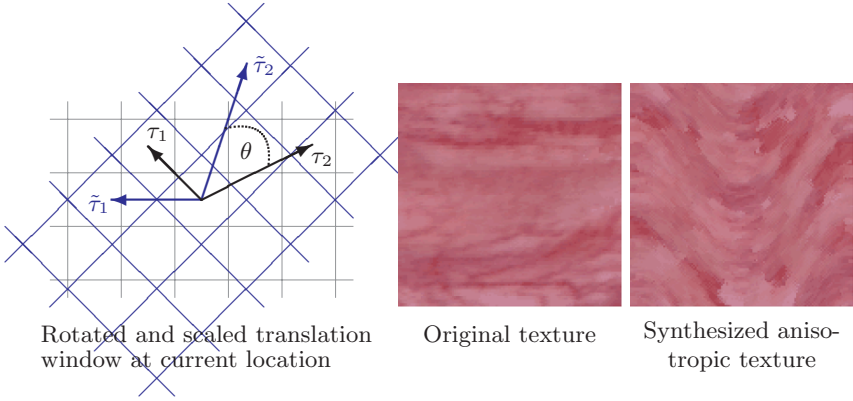 τ̃₂
τ₁
θ
τ₂
τ̃₁
Rotated and scaled translation
window at current location
Original texture
Synthesized aniso-
tropic texture